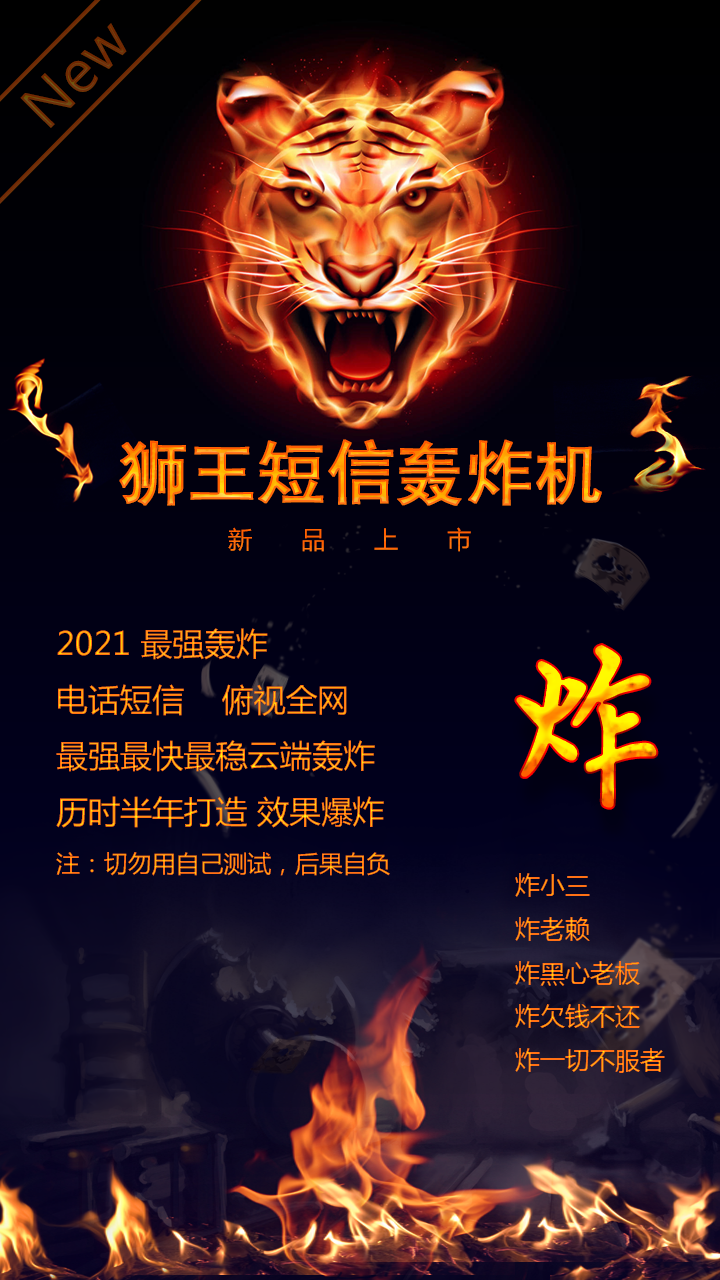 New
狮王短信轰炸机
新品上市
2021 最强轰炸
电话短信 俯视全网
最强最快最稳云端轰炸
历时半年打造 效果爆炸
注：切勿用自己测试，后果自负
炸
炸小三
炸老赖
炸黑心老板
炸欠钱不还
炸一切不服者